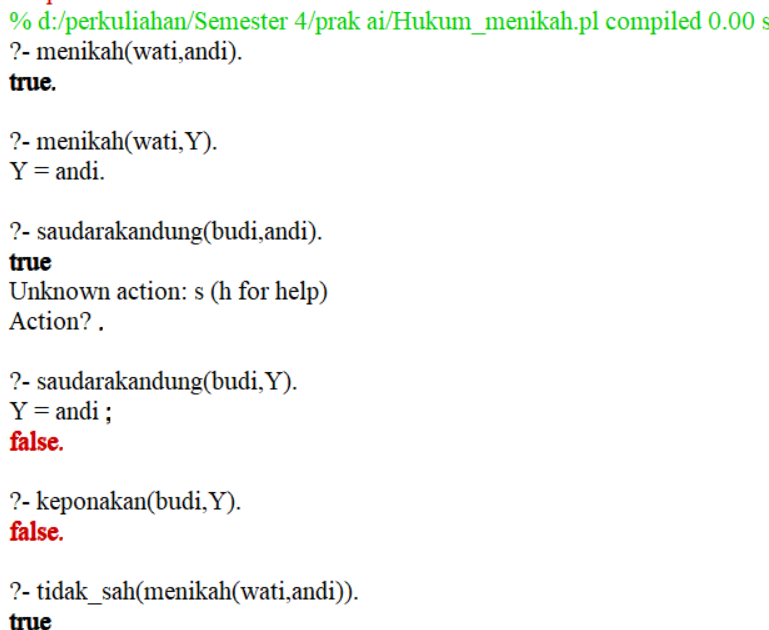 % d:/perkuliahan/Semester 4/prak ai/Hukum_menikah.pl compiled 0.00 s
?- menikah(wati,andi).
true.
?- menikah(wati,Y).
Y = andi.
?- saudarakandung(budi,andi).
true
Unknown action: s (h for help)
Action? .
?- saudarakandung(budi,Y).
Y = andi ;
false.
?- keponakan(budi,Y).
false.
?- tidak_sah(menikah(wati,andi)).
true